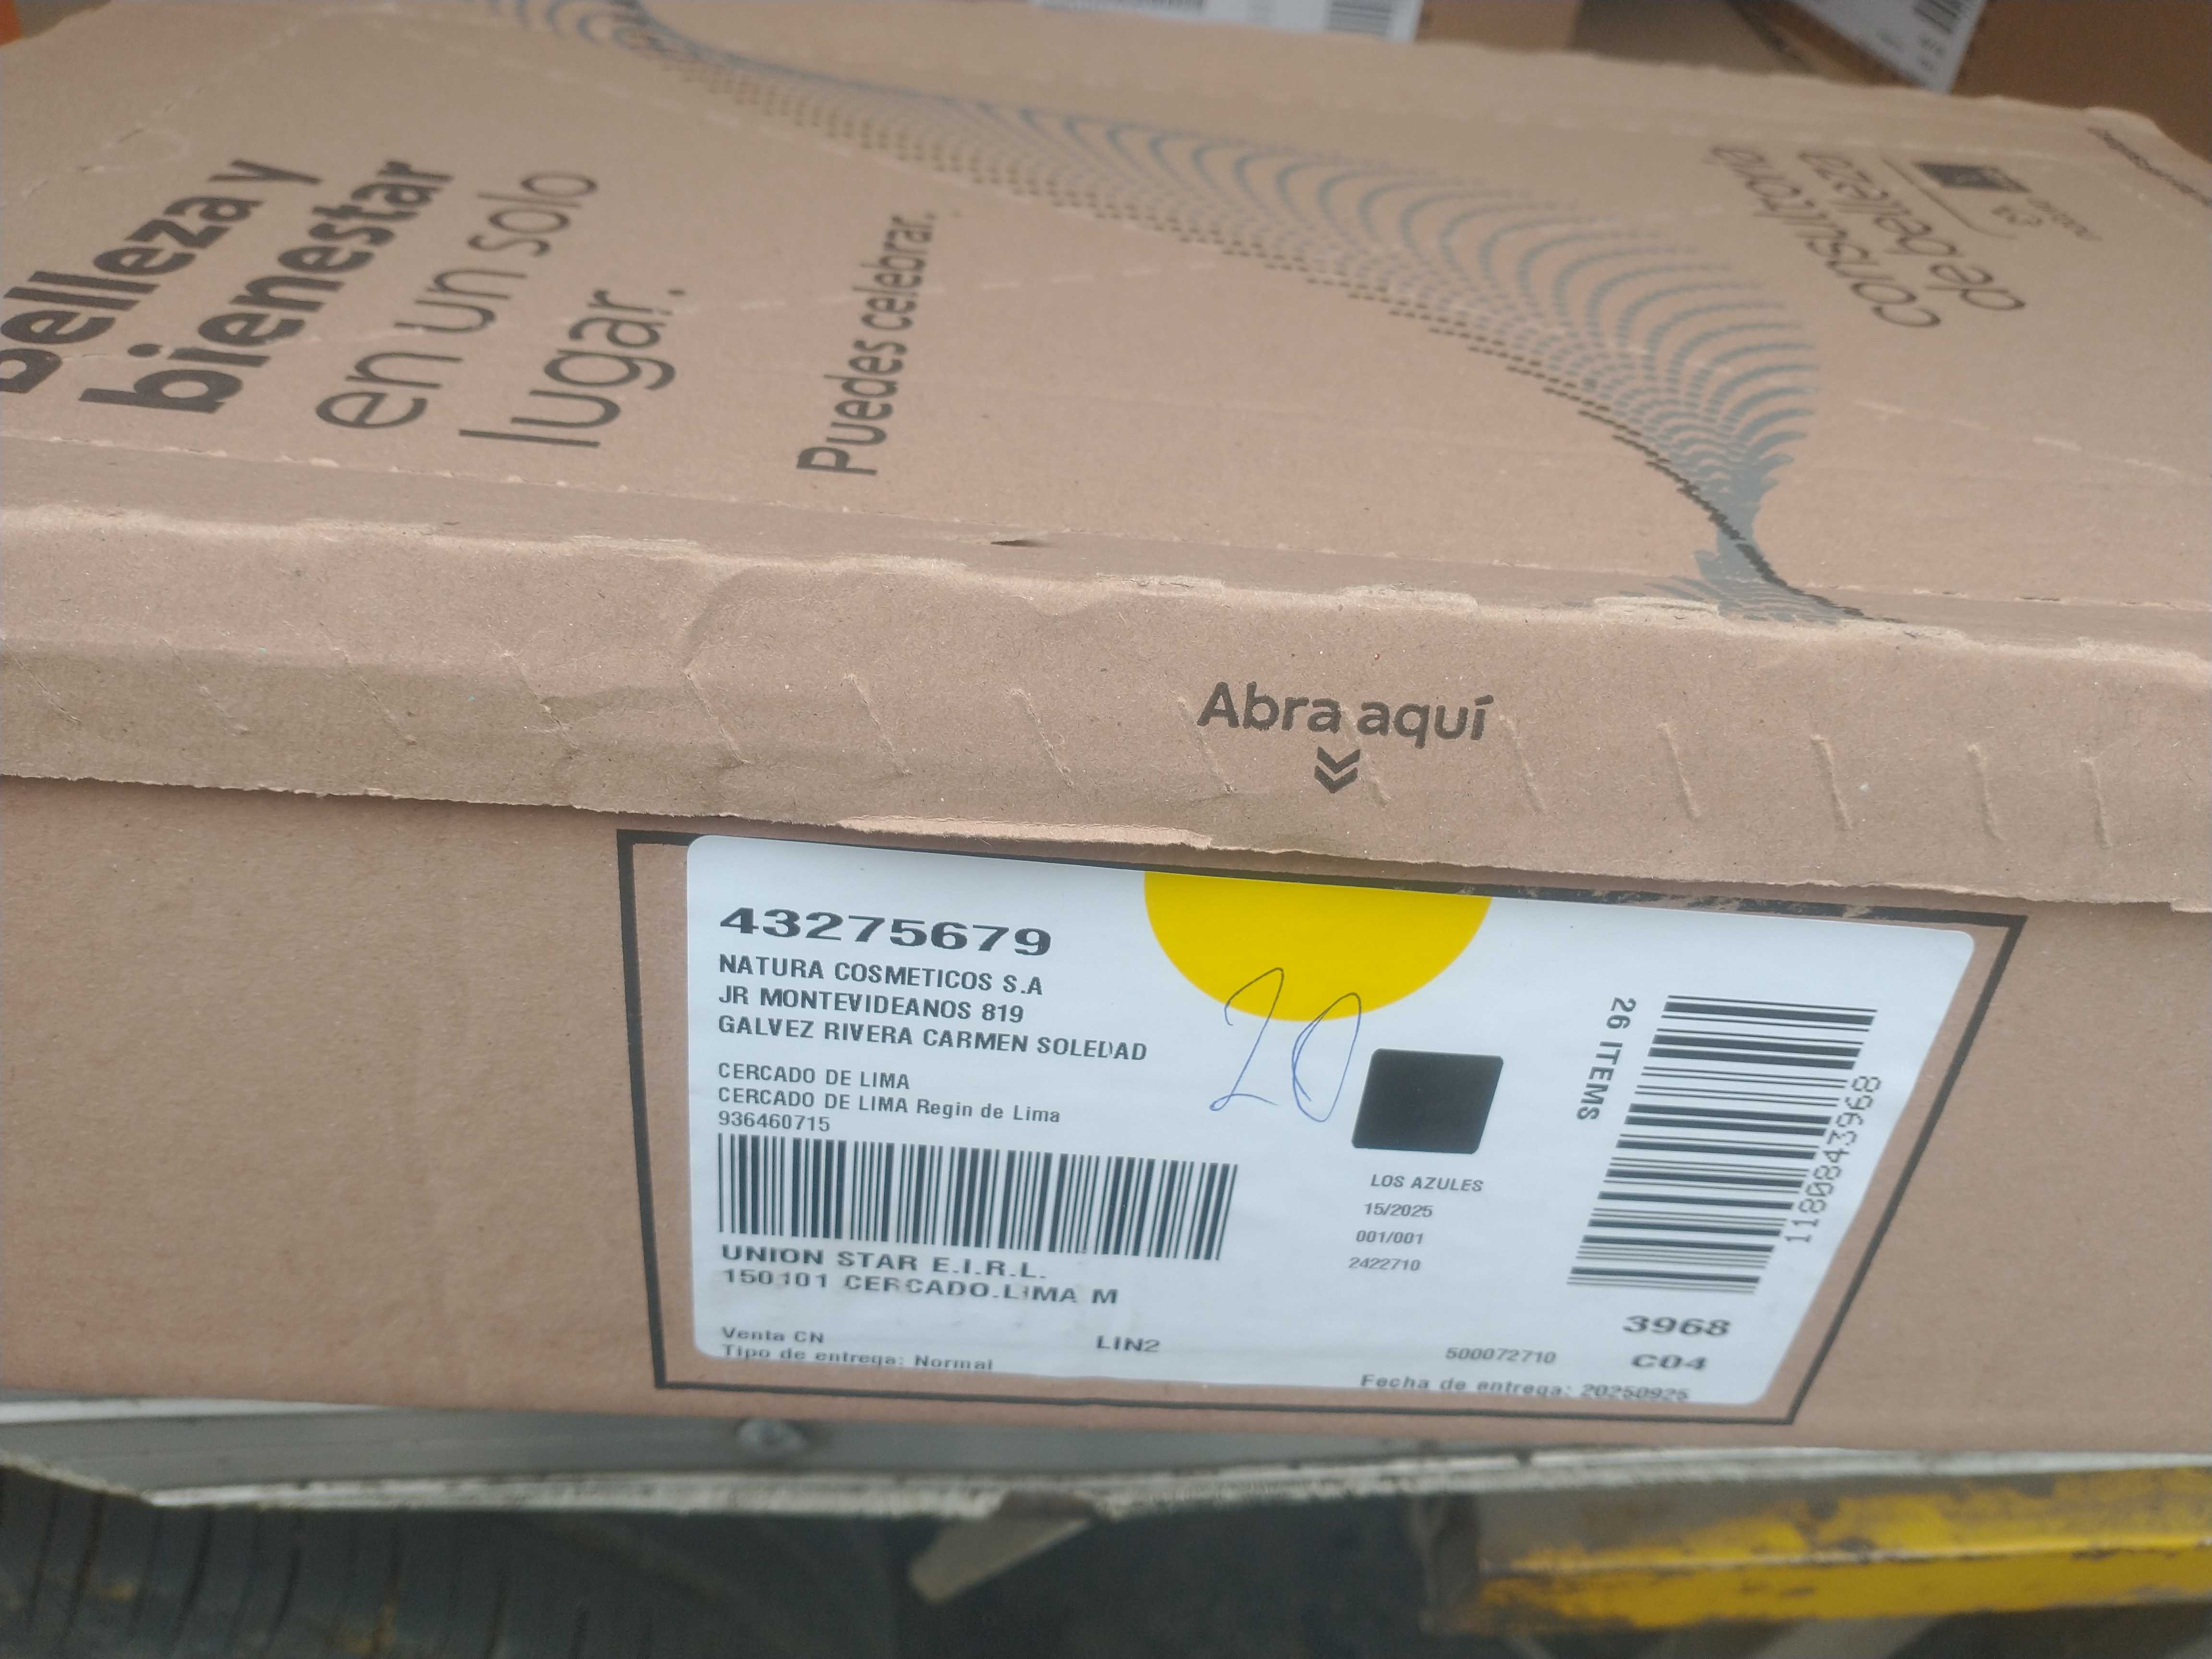 Belleza y
bienestar
en un solo
lugar.
Puedes celebrar.
consultoría
de belleza
Abra aquí
43275679
NATURA COSMETICOS S.A
JR MONTEVIDEANOS 819
GALVEZ RIVERA CARMEN SOLEDAD
CERCADO DE LIMA
CERCADO DE LIMA Regin de Lima
936460715
UNION STAR E.I.R.L.
150101 CERCADO.LIMA M
Venta CN
Tipo de entrega: Normal
LIN2
20
LOS AZULES
15/2025
001/001
2422710
26 ITEMS
1180843968
3968
500072710
C04
Fecha de entrega: 20250925